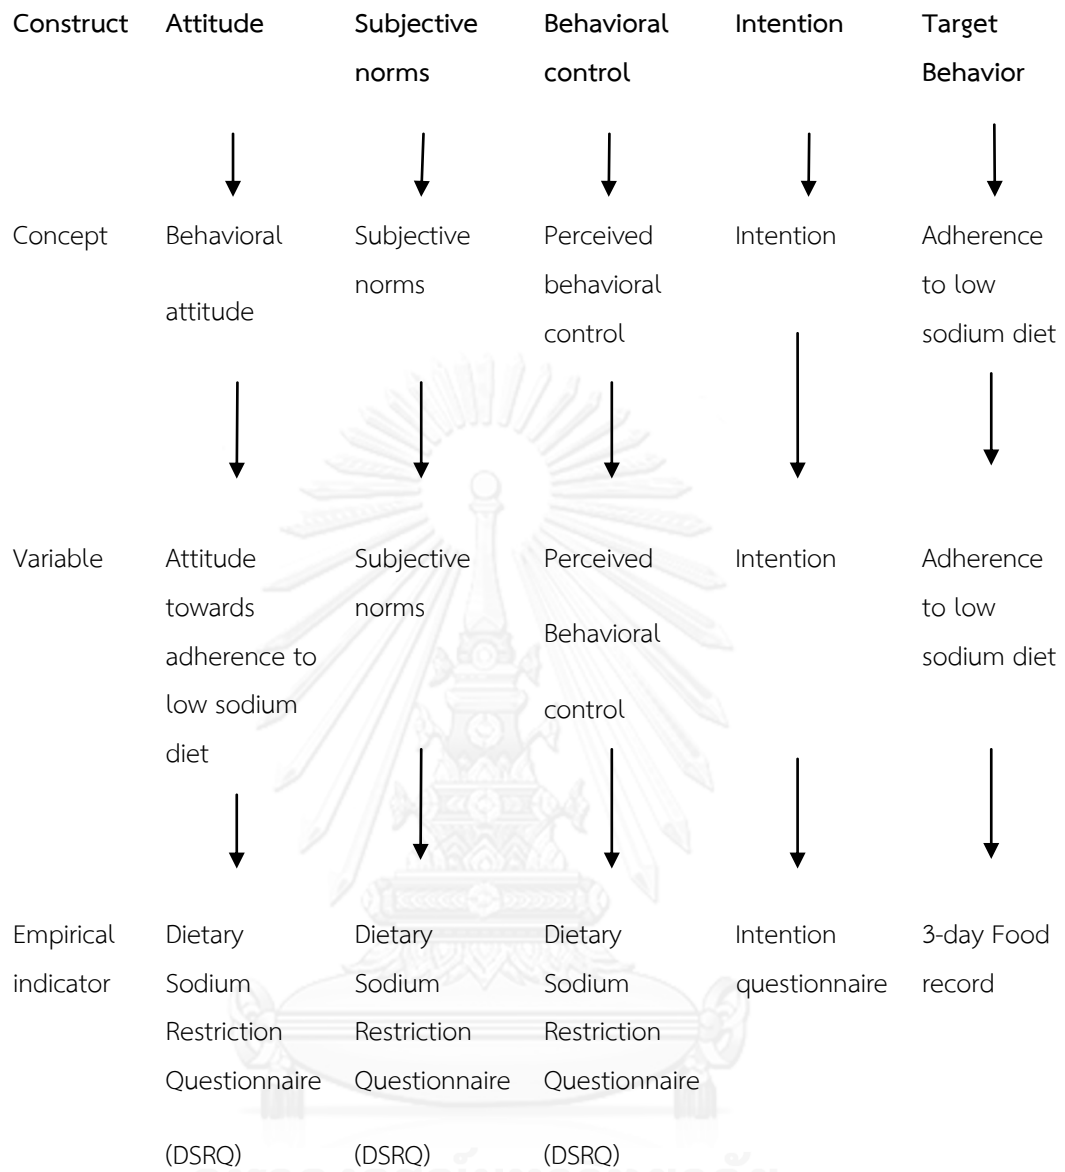 Construct Attitude Subjective norms Behavioral control Intention Target Behavior
Concept Behavioral attitude Subjective norms Perceived behavioral control Intention Adherence to low sodium diet
Variable Attitude towards adherence to low sodium diet Subjective norms Perceived Behavioral control Intention Adherence to low sodium diet
Empirical indicator Dietary Sodium Restriction Questionnaire (DSRQ) Dietary Sodium Restriction Questionnaire (DSRQ) Dietary Sodium Restriction Questionnaire (DSRQ) Intention questionnaire 3-day Food record